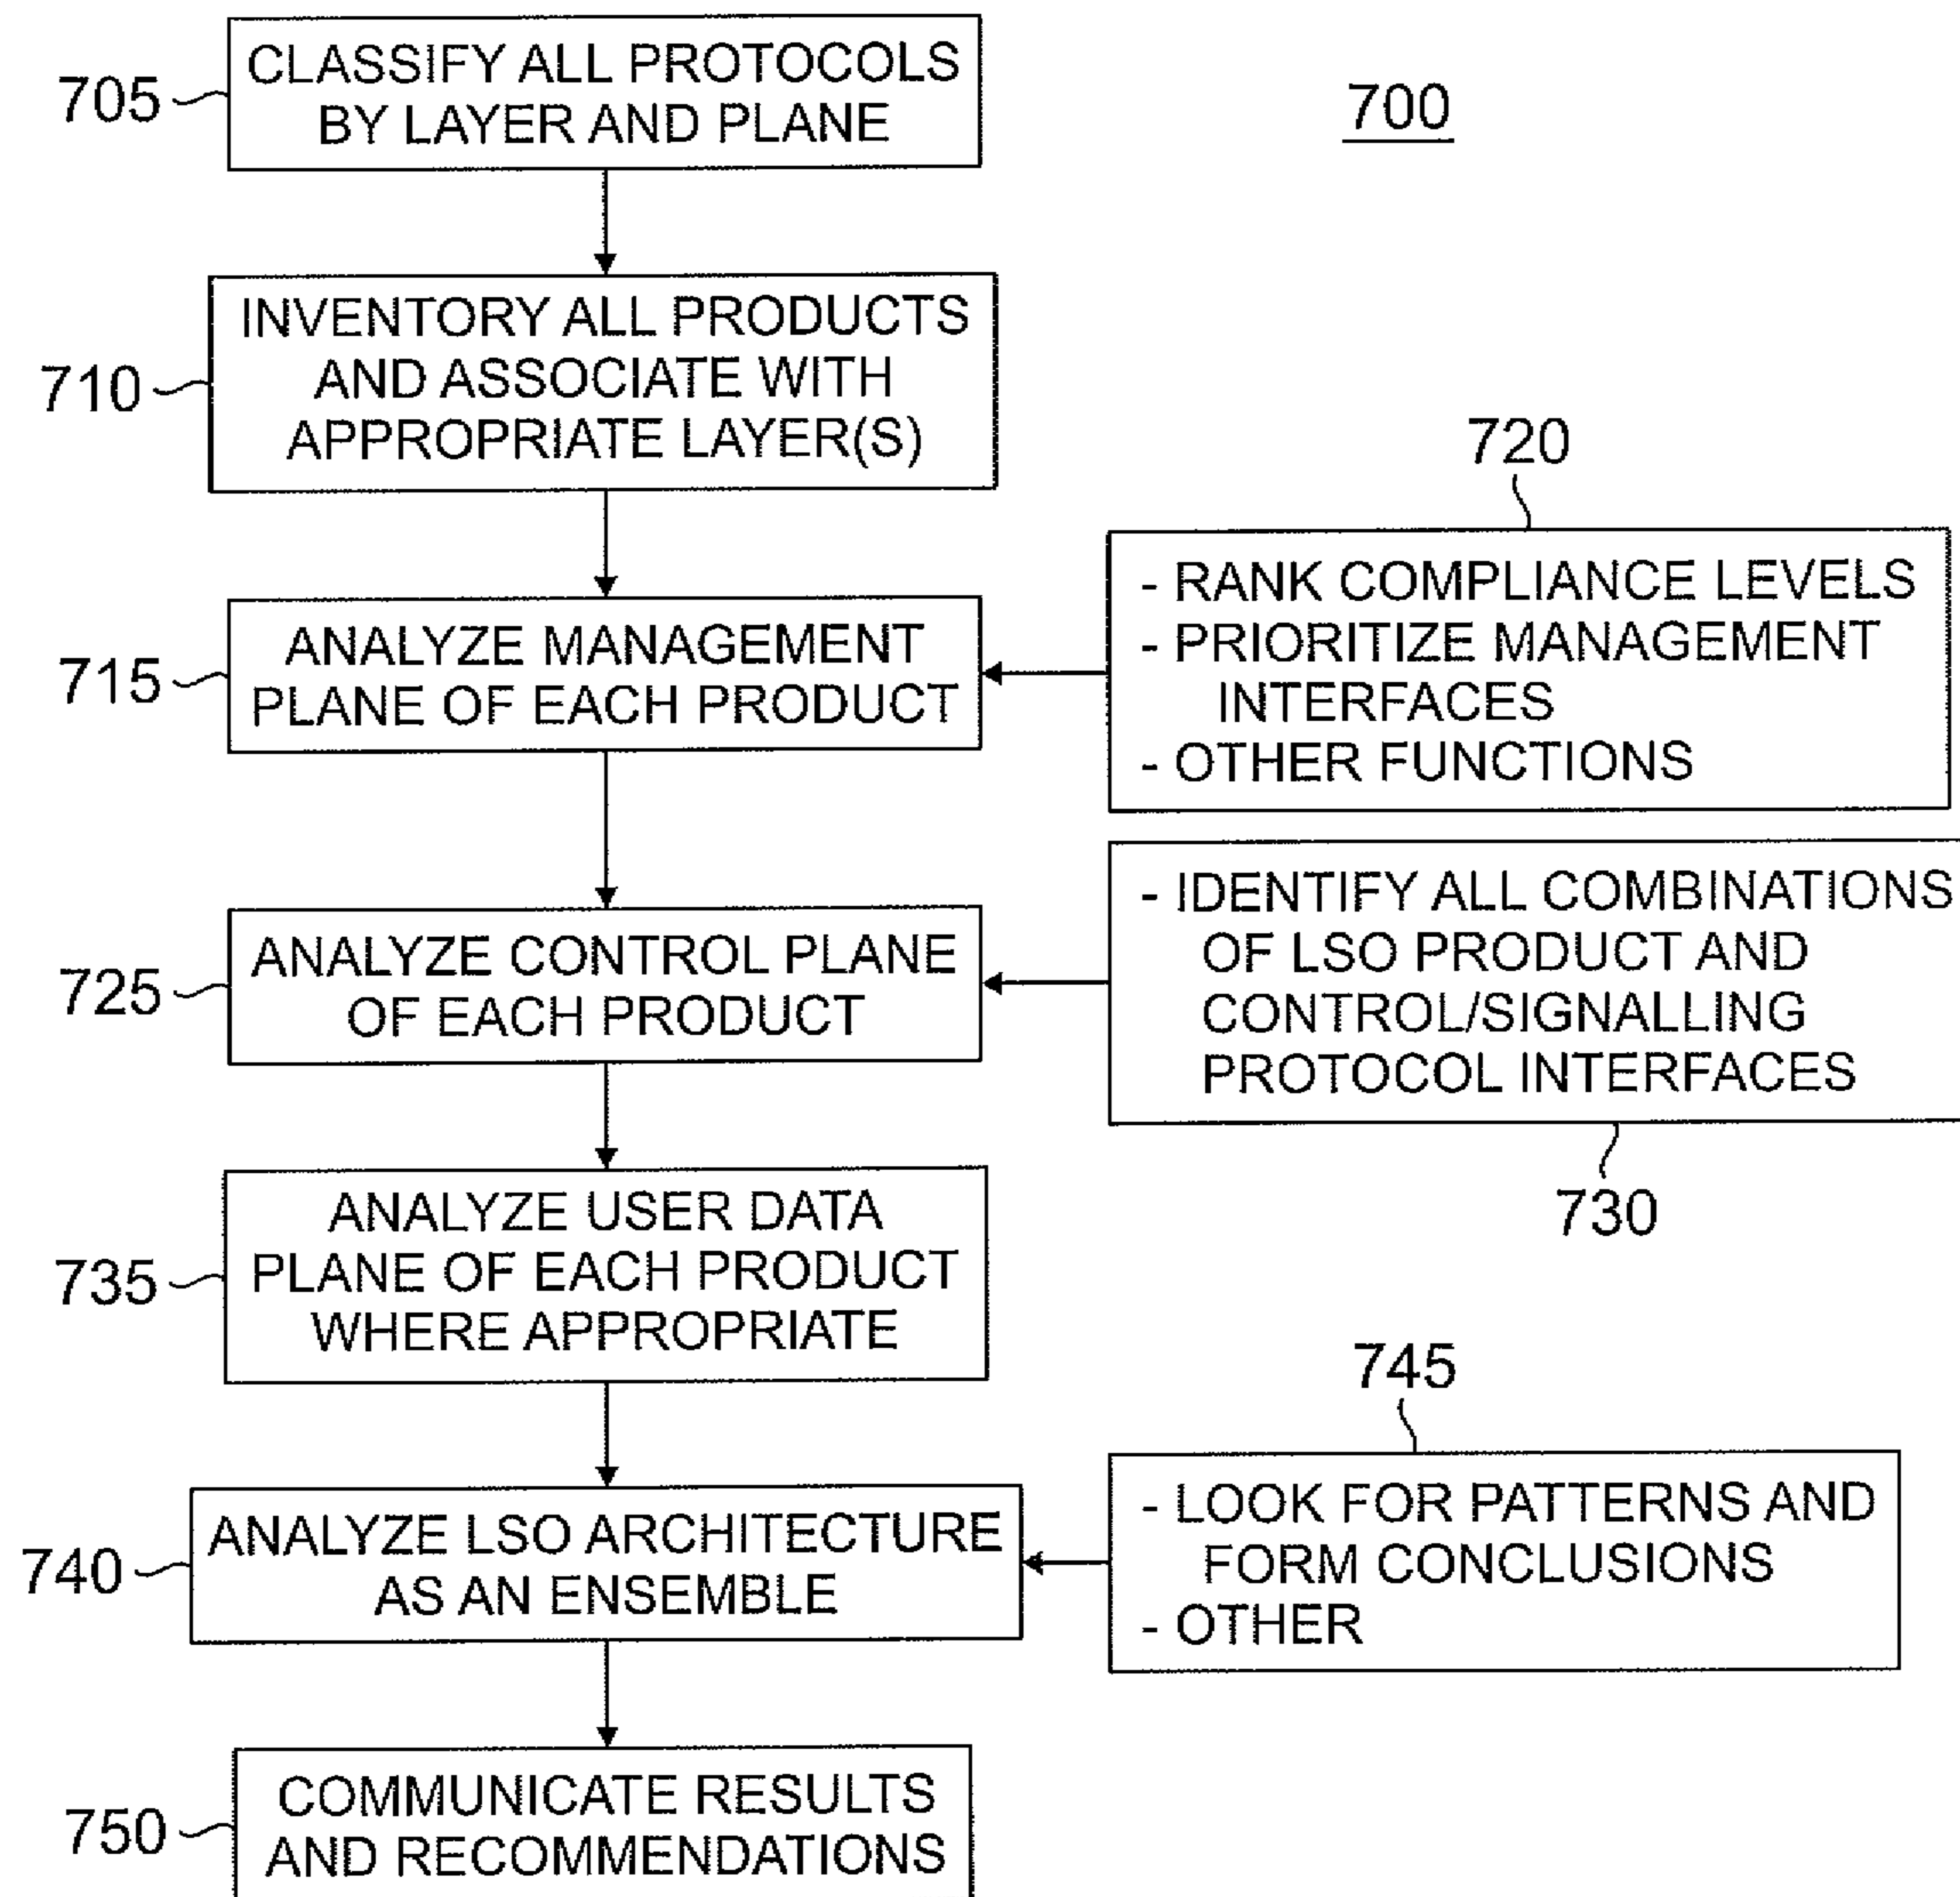 CLASSIFY ALL PROTOCOLS
BY LAYER AND PLANE
705
700
INVENTORY ALL PRODUCTS
AND ASSOCIATE WITH
APPROPRIATE LAYER(S)
710
720
- RANK COMPLIANCE LEVELS
- PRIORITIZE MANAGEMENT
INTERFACES
- OTHER FUNCTIONS
ANALYZE MANAGEMENT
PLANE OF EACH PRODUCT
715
- IDENTIFY ALL COMBINATIONS
OF LSO PRODUCT AND
CONTROL/SIGNALLING
PROTOCOL INTERFACES
730
ANALYZE CONTROL PLANE
OF EACH PRODUCT
725
ANALYZE USER DATA
PLANE OF EACH PRODUCT
WHERE APPROPRIATE
735
745
- LOOK FOR PATTERNS AND
FORM CONCLUSIONS
- OTHER
ANALYZE LSO ARCHITECTURE
AS AN ENSEMBLE
740
COMMUNICATE RESULTS
AND RECOMMENDATIONS
750